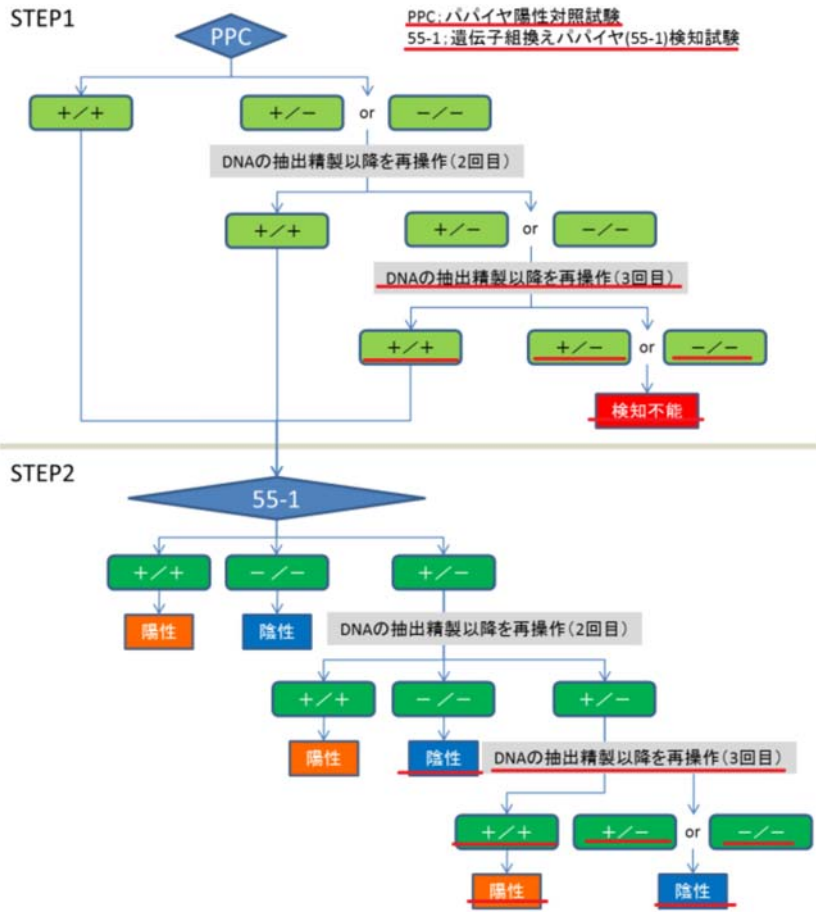 STEP1
PPC
PPC:パパイヤ陽性対照試験
55-1:遺伝子組換えパパイヤ(55-1)検知試験
+/+
+/− or −/−
DNAの抽出精製以降を再操作(2回目)
+/+
+/− or −/−
DNAの抽出精製以降を再操作(3回目)
+/+
+/− or −/−
検知不能
STEP2
55-1
+/+
−/−
+/−
陽性
陰性
DNAの抽出精製以降を再操作(2回目)
+/+
−/−
+/−
陽性
陰性
DNAの抽出精製以降を再操作(3回目)
+/+
+/− or −/−
陽性
陰性